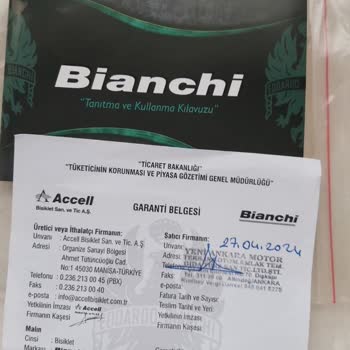 Bianchi
"Tanıtma ve Kullanma Kılavuzu"
EDOARDO
"TİCARET BAKANLIĞI"
"TÜKETİCİNİN KORUNMASI VE PİYASA GÖZETİMİ GENEL MÜDÜRLÜĞÜ"
Accell
Bisiklet San. ve Tic A.Ş.
GARANTİ BELGESİ
Bianchi
Üretici veya İthalatçı Firmanın:
Unvanı : Accell Bisiklet San. ve Tic. A.Ş.
Adresi : Organize Sanayi Bölgesi
Ahmet Tütüncüoğlu Cad.
No:1 45030 MANİSA-TÜRKİYE
Telefonu : 0.236.213 00 45 (PBX)
Faks : 0.236.213 00 40
e-posta : info@accellbisiklet.com.tr
Yetkilinin İmzası :
Firmanın Kaşesi :
Malın
Cinsi : Bisiklet
Markası
Satıcı Firmanın:
27.04.2024
Unvanı :
YENİ ANKARA MOTOR
Adresi :
Telefonu :
Faks :
e-posta :
Fatura Tarih ve Sayısı:
Teslim Tarihi ve Yeri :
Yetkilinin İmzası :
Firmanın Kaşesi :